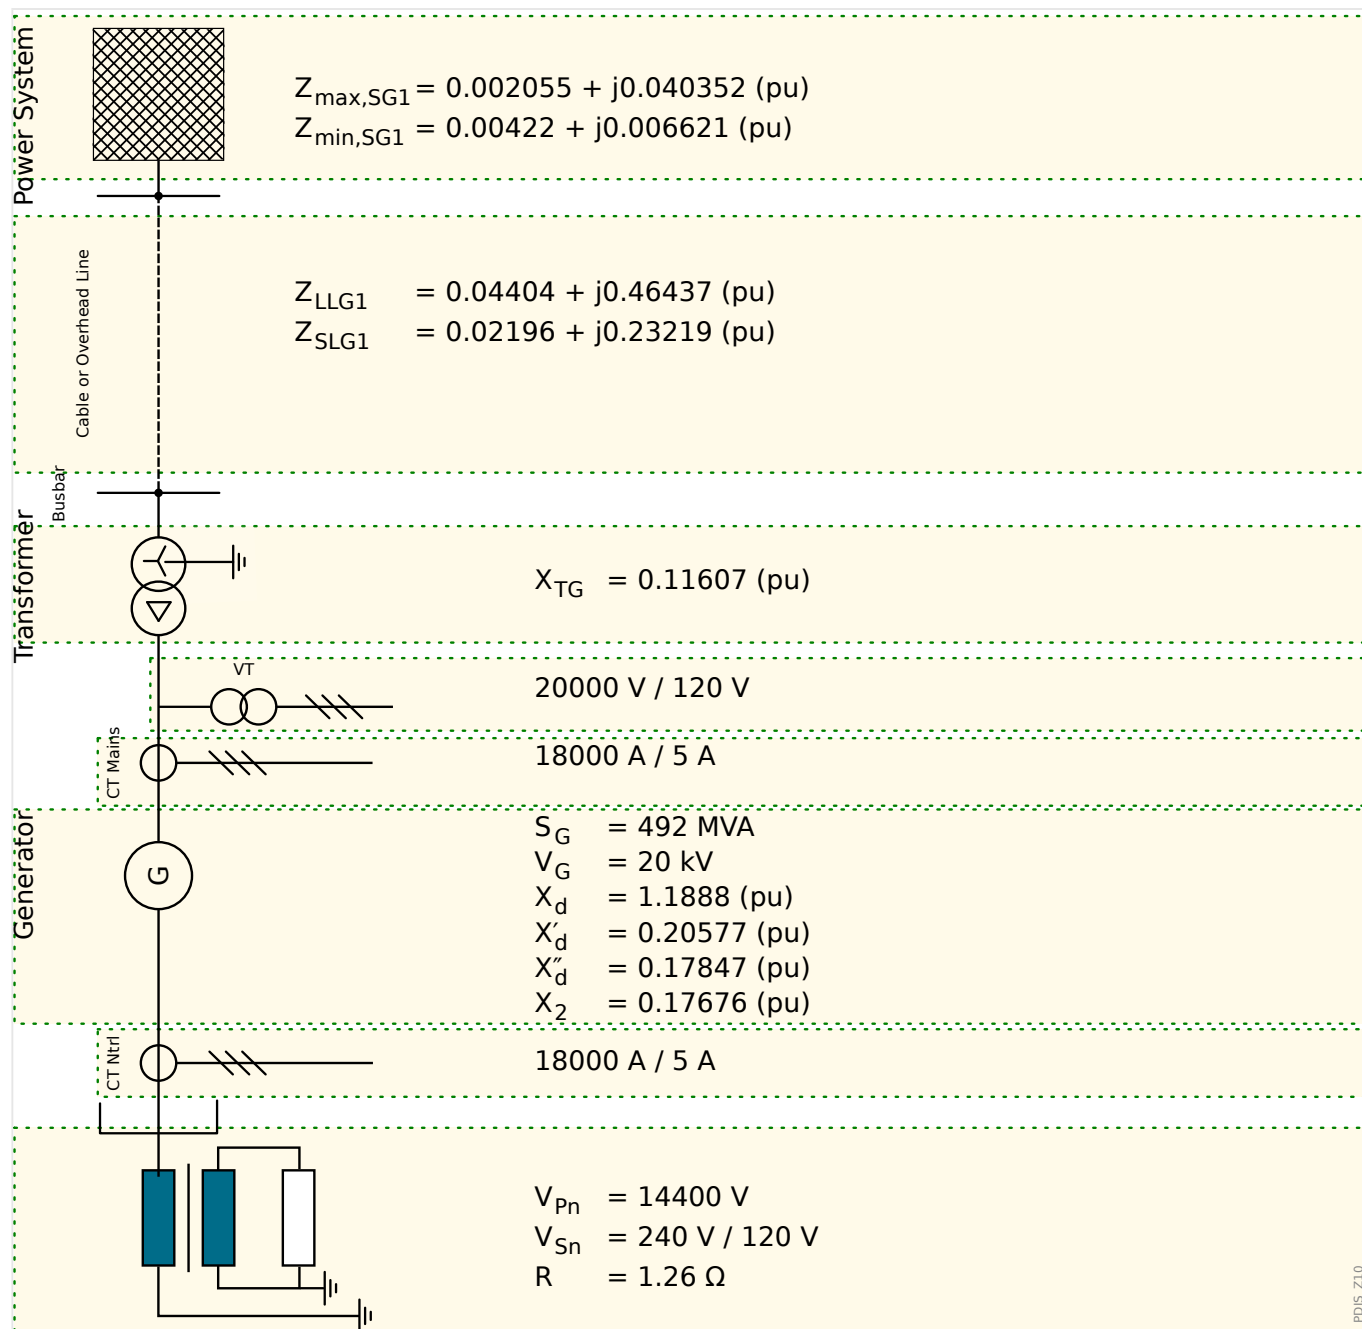 Power System
Zmax,SG1 = 0.002055 + j0.040352 (pu)
Zmin,SG1 = 0.00422 + j0.006621 (pu)
Cable or Overhead Line
ZLLG1 = 0.04404 + j0.46437 (pu)
ZSLG1 = 0.02196 + j0.23219 (pu)
Busbar
Transformer
XTG = 0.11607 (pu)
VT
20000 V / 120 V
CT Mains
18000 A / 5 A
Generator
G
SG = 492 MVA
VG = 20 kV
Xd = 1.1888 (pu)
X′d = 0.20577 (pu)
X″d = 0.17847 (pu)
X2 = 0.17676 (pu)
CT Ntrl
18000 A / 5 A
VPn = 14400 V
VSn = 240 V / 120 V
R = 1.26 Ω
PDIS_Z10